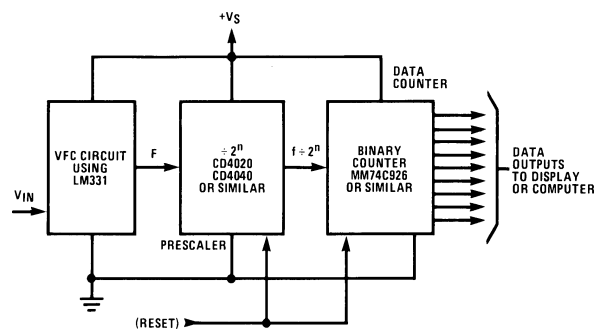 +VS
DATA
COUNTER
VFC CIRCUIT
USING
LM331
F
÷ 2ⁿ
CD4020
CD4040
OR SIMILAR
f ÷ 2ⁿ
BINARY
COUNTER
MM74C926
OR SIMILAR
DATA
OUTPUTS
TO DISPLAY
OR COMPUTER
VIN
PRESCALER
(RESET)